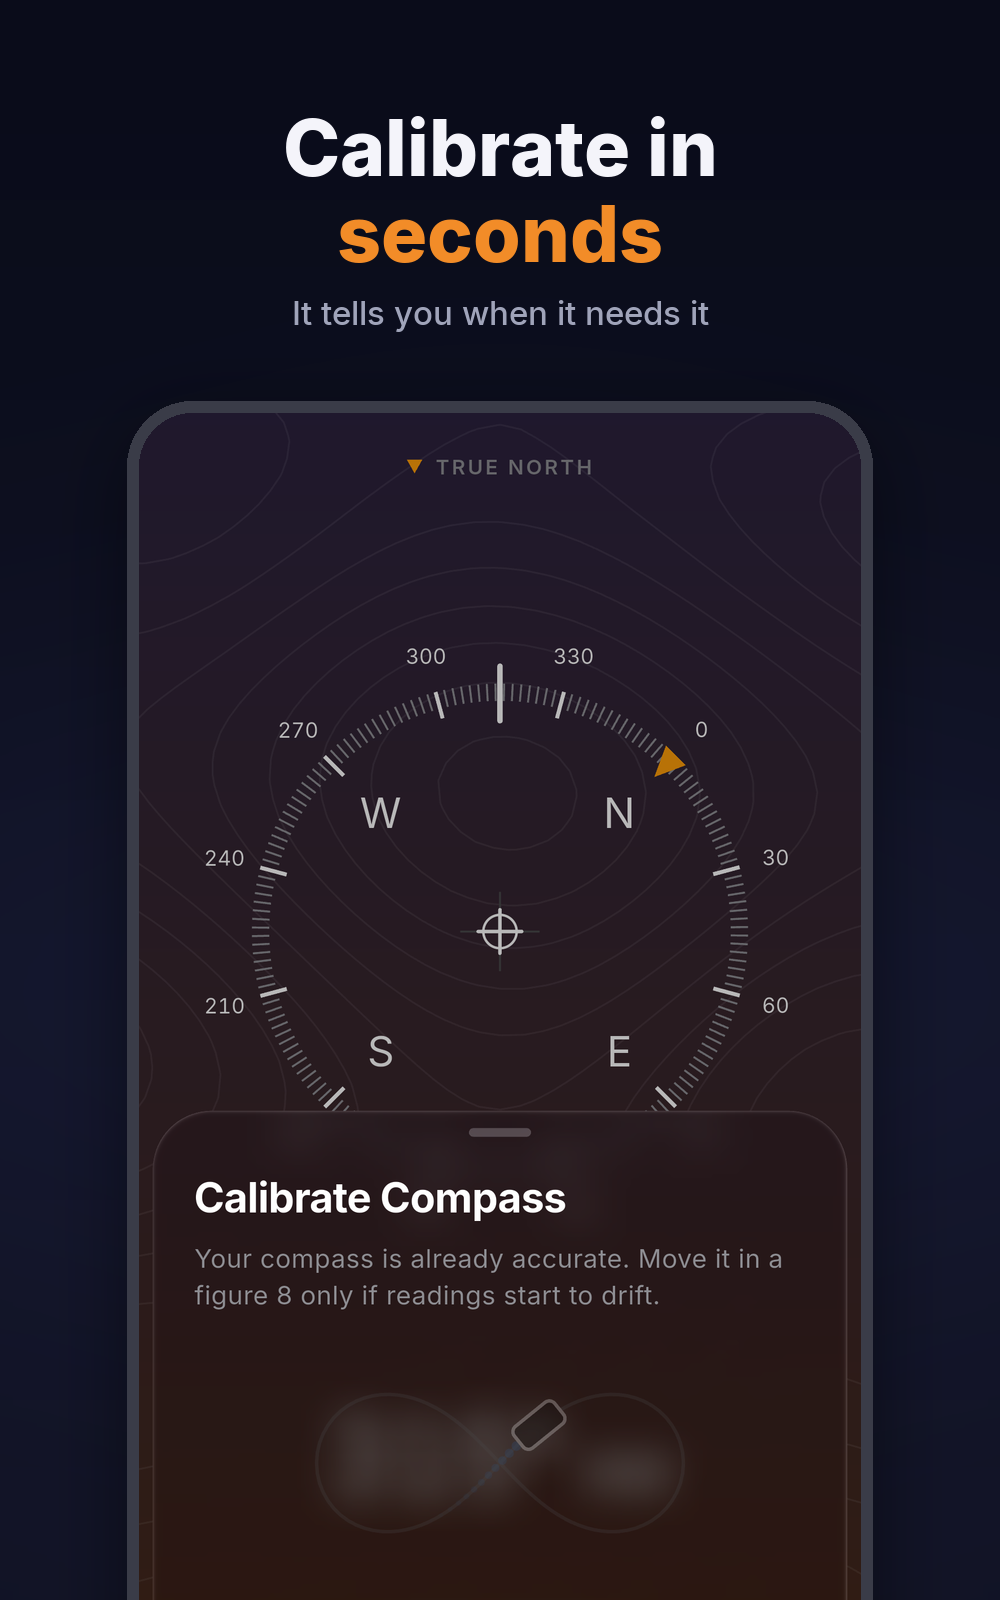 Calibrate in
seconds
It tells you when it needs it
TRUE NORTH
300 330
270 0
W N
240 30
210 60
S E
Calibrate Compass
Your compass is already accurate. Move it in a
figure 8 only if readings start to drift.